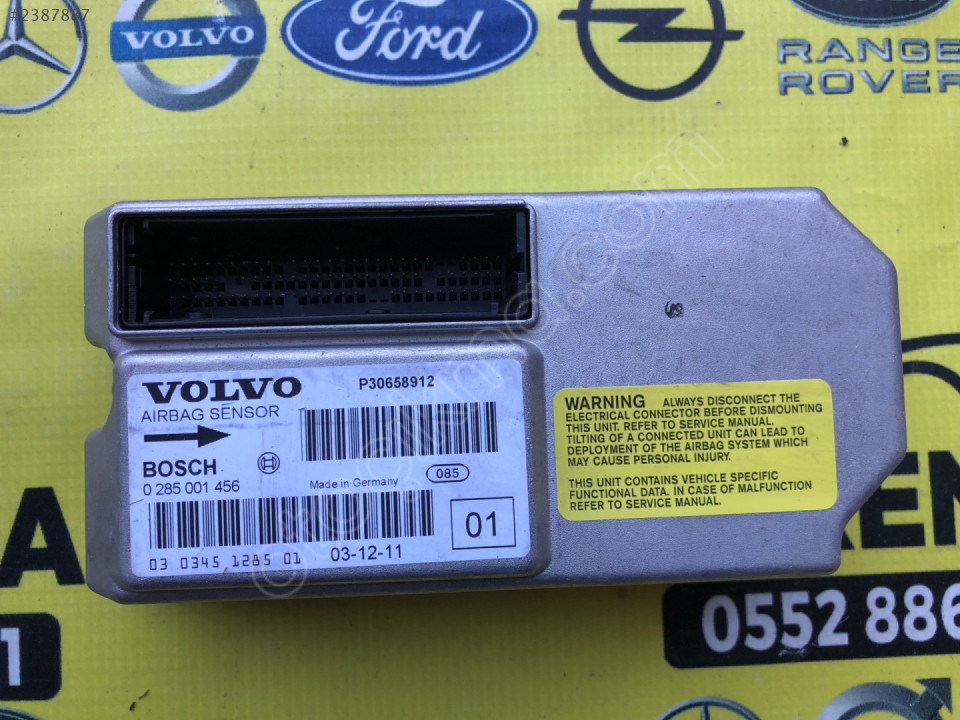 #2387887
VOLVO
Ford
RANGE
ROVER
VOLVO
P30658912
AIRBAG SENSOR
BOSCH
0 285 001 456
Made in Germany
085
03 0345 1285 01
03-12-11
01
WARNING ALWAYS DISCONNECT THE
ELECTRICAL CONNECTOR BEFORE DISMOUNTING
THIS UNIT. REFER TO SERVICE MANUAL.
TILTING OF A CONNECTED UNIT CAN LEAD TO
DEPLOYMENT OF THE AIRBAG SYSTEM WHICH
MAY CAUSE PERSONAL INJURY.
THIS UNIT CONTAINS VEHICLE SPECIFIC
FUNCTIONAL DATA. IN CASE OF MALFUNCTION
REFER TO SERVICE MANUAL.
A
EN
1
0552 886